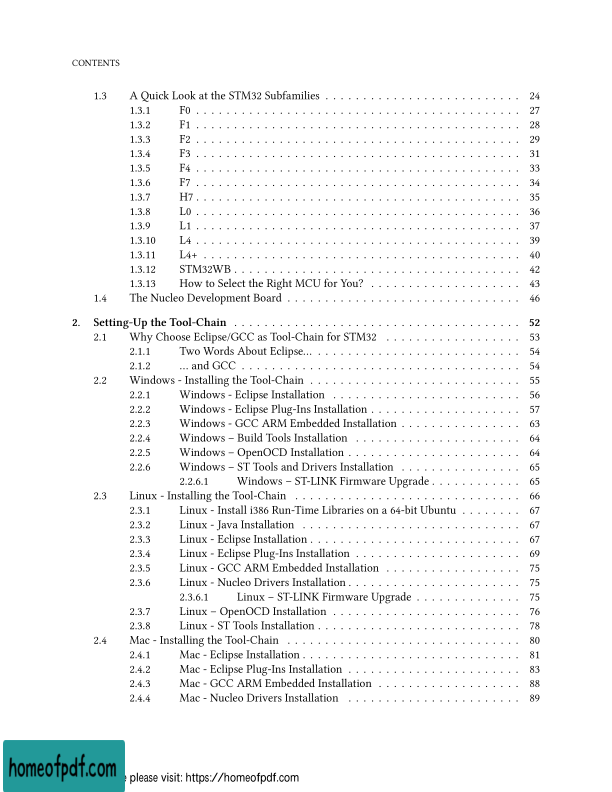 CONTENTS
1.3 A Quick Look at the STM32 Subfamilies . . . . . . . . . . . . . . . . . . . . . . . . . . 24
1.3.1 F0 . . . . . . . . . . . . . . . . . . . . . . . . . . . . . . . . . . . . . . . . . . . 27
1.3.2 F1 . . . . . . . . . . . . . . . . . . . . . . . . . . . . . . . . . . . . . . . . . . . 28
1.3.3 F2 . . . . . . . . . . . . . . . . . . . . . . . . . . . . . . . . . . . . . . . . . . . 29
1.3.4 F3 . . . . . . . . . . . . . . . . . . . . . . . . . . . . . . . . . . . . . . . . . . . 31
1.3.5 F4 . . . . . . . . . . . . . . . . . . . . . . . . . . . . . . . . . . . . . . . . . . . 33
1.3.6 F7 . . . . . . . . . . . . . . . . . . . . . . . . . . . . . . . . . . . . . . . . . . . 34
1.3.7 H7 . . . . . . . . . . . . . . . . . . . . . . . . . . . . . . . . . . . . . . . . . . . 35
1.3.8 L0 . . . . . . . . . . . . . . . . . . . . . . . . . . . . . . . . . . . . . . . . . . . 36
1.3.9 L1 . . . . . . . . . . . . . . . . . . . . . . . . . . . . . . . . . . . . . . . . . . . 37
1.3.10 L4 . . . . . . . . . . . . . . . . . . . . . . . . . . . . . . . . . . . . . . . . . . . 39
1.3.11 L4+ . . . . . . . . . . . . . . . . . . . . . . . . . . . . . . . . . . . . . . . . . . 40
1.3.12 STM32WB . . . . . . . . . . . . . . . . . . . . . . . . . . . . . . . . . . . . . . 42
1.3.13 How to Select the Right MCU for You? . . . . . . . . . . . . . . . . . . . . 43
1.4 The Nucleo Development Board . . . . . . . . . . . . . . . . . . . . . . . . . . . . . . . 46
2. Setting-Up the Tool-Chain . . . . . . . . . . . . . . . . . . . . . . . . . . . . . . . . . . . . . . 52
2.1 Why Choose Eclipse/GCC as Tool-Chain for STM32 . . . . . . . . . . . . . . . . . . 53
2.1.1 Two Words About Eclipse... . . . . . . . . . . . . . . . . . . . . . . . . . . . . 54
2.1.2 ... and GCC . . . . . . . . . . . . . . . . . . . . . . . . . . . . . . . . . . . . . 54
2.2 Windows - Installing the Tool-Chain . . . . . . . . . . . . . . . . . . . . . . . . . . . . 55
2.2.1 Windows - Eclipse Installation . . . . . . . . . . . . . . . . . . . . . . . . . . 56
2.2.2 Windows - Eclipse Plug-Ins Installation . . . . . . . . . . . . . . . . . . . . 57
2.2.3 Windows - GCC ARM Embedded Installation . . . . . . . . . . . . . . . . 63
2.2.4 Windows – Build Tools Installation . . . . . . . . . . . . . . . . . . . . . . 64
2.2.5 Windows – OpenOCD Installation . . . . . . . . . . . . . . . . . . . . . . . 64
2.2.6 Windows – ST Tools and Drivers Installation . . . . . . . . . . . . . . . . 65
2.2.6.1 Windows – ST-LINK Firmware Upgrade . . . . . . . . . . . . 65
2.3 Linux - Installing the Tool-Chain . . . . . . . . . . . . . . . . . . . . . . . . . . . . . . 66
2.3.1 Linux - Install i386 Run-Time Libraries on a 64-bit Ubuntu . . . . . . . . 67
2.3.2 Linux - Java Installation . . . . . . . . . . . . . . . . . . . . . . . . . . . . . 67
2.3.3 Linux - Eclipse Installation . . . . . . . . . . . . . . . . . . . . . . . . . . . . 67
2.3.4 Linux - Eclipse Plug-Ins Installation . . . . . . . . . . . . . . . . . . . . . . 69
2.3.5 Linux - GCC ARM Embedded Installation . . . . . . . . . . . . . . . . . . 75
2.3.6 Linux - Nucleo Drivers Installation . . . . . . . . . . . . . . . . . . . . . . . 75
2.3.6.1 Linux – ST-LINK Firmware Upgrade . . . . . . . . . . . . . . 75
2.3.7 Linux – OpenOCD Installation . . . . . . . . . . . . . . . . . . . . . . . . . 76
2.3.8 Linux - ST Tools Installation . . . . . . . . . . . . . . . . . . . . . . . . . . . 78
2.4 Mac - Installing the Tool-Chain . . . . . . . . . . . . . . . . . . . . . . . . . . . . . . . 80
2.4.1 Mac - Eclipse Installation . . . . . . . . . . . . . . . . . . . . . . . . . . . . . 81
2.4.2 Mac - Eclipse Plug-Ins Installation . . . . . . . . . . . . . . . . . . . . . . . 83
2.4.3 Mac - GCC ARM Embedded Installation . . . . . . . . . . . . . . . . . . . 88
2.4.4 Mac - Nucleo Drivers Installation . . . . . . . . . . . . . . . . . . . . . . . 89
homeofpdf.com
please visit: https://homeofpdf.com